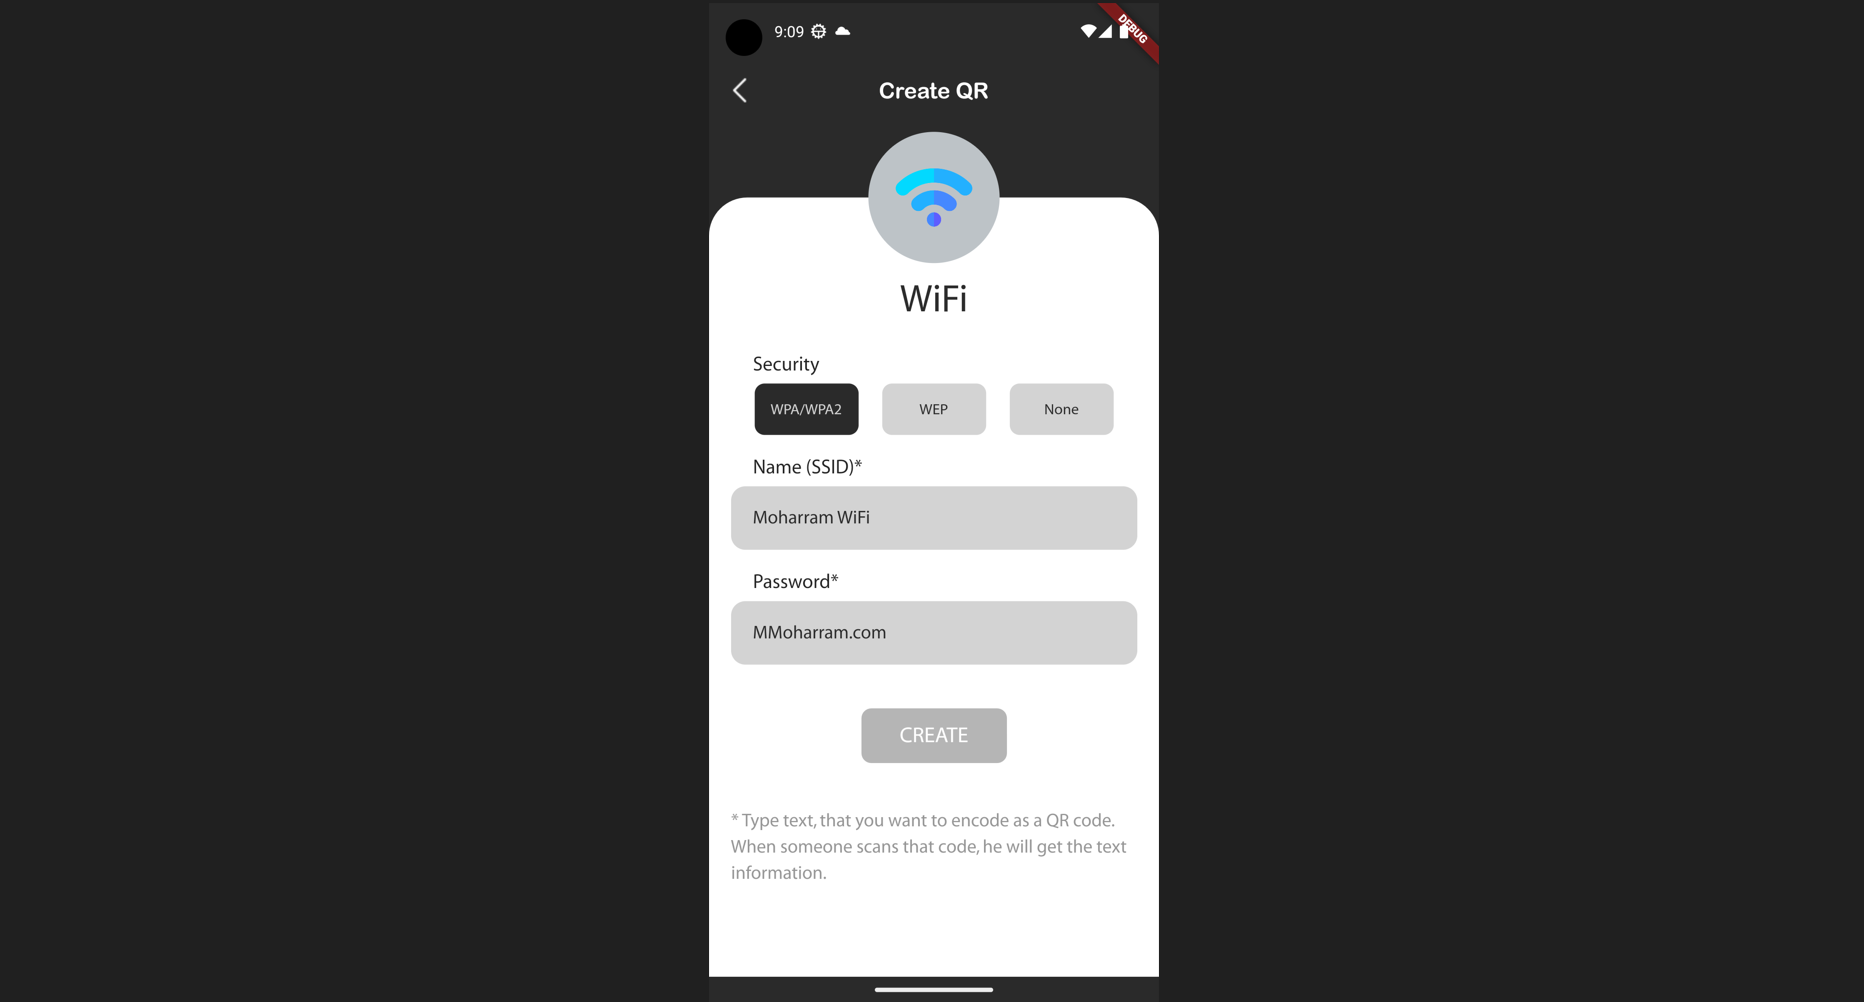 9:09
DEBUG
Create QR
WiFi
Security
WPA/WPA2 WEP None
Name (SSID)*
Moharram WiFi
Password*
MMoharram.com
CREATE
* Type text, that you want to encode as a QR code.
When someone scans that code, he will get the text
information.